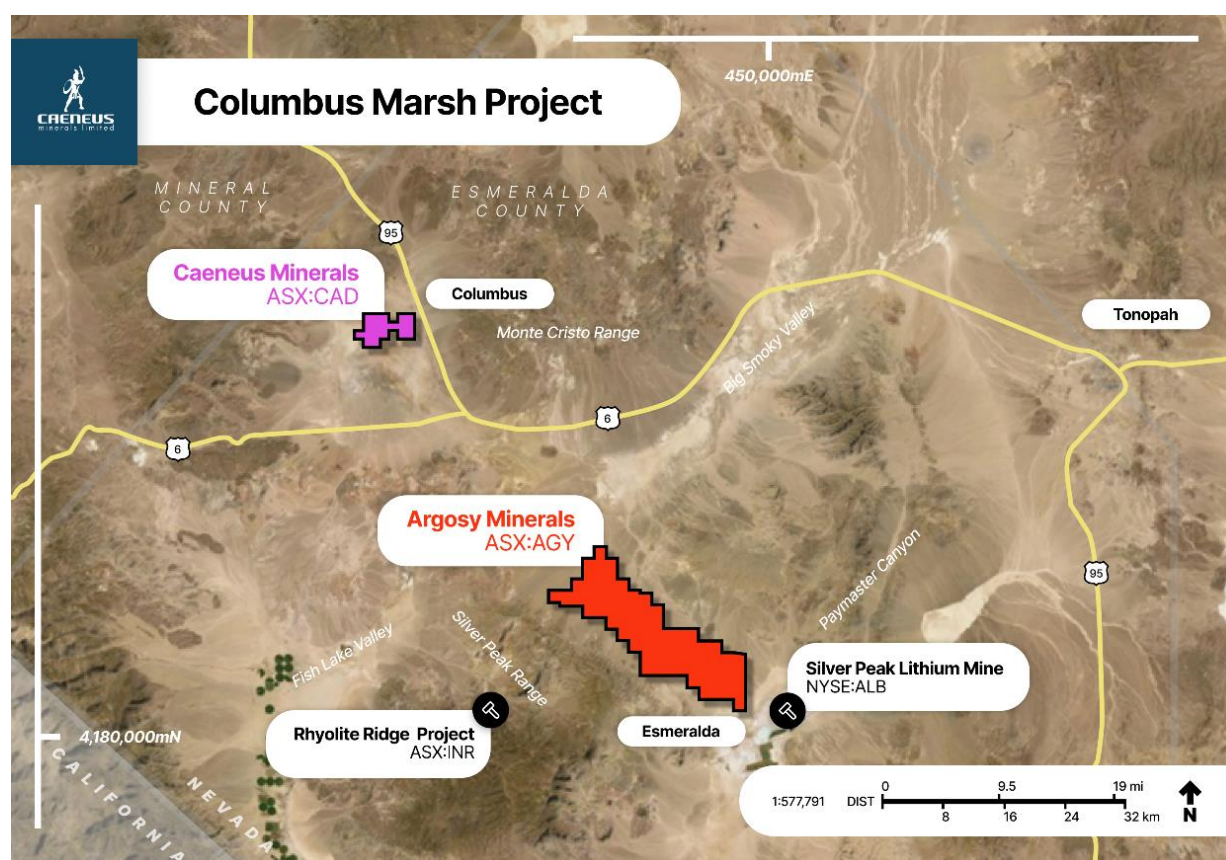 CAENEUS
minerals limited
Columbus Marsh Project
450,000mE
MINERAL
COUNTY
ESMERALDA
COUNTY
95
Caeneus Minerals
ASX:CAD
Columbus
Monte Cristo Range
Big Smoky Valley
Tonopah
6
6
Argosy Minerals
ASX:AGY
95
Paymaster Canyon
Silver Peak Range
Fish Lake Valley
Silver Peak Lithium Mine
NYSE:ALB
Rhyolite Ridge Project
ASX:INR
Esmeralda
4,180,000mN
CALIFORNIA
NEVADA
1:577,791
DIST
0 9.5 19 mi
8 16 24 32 km
N